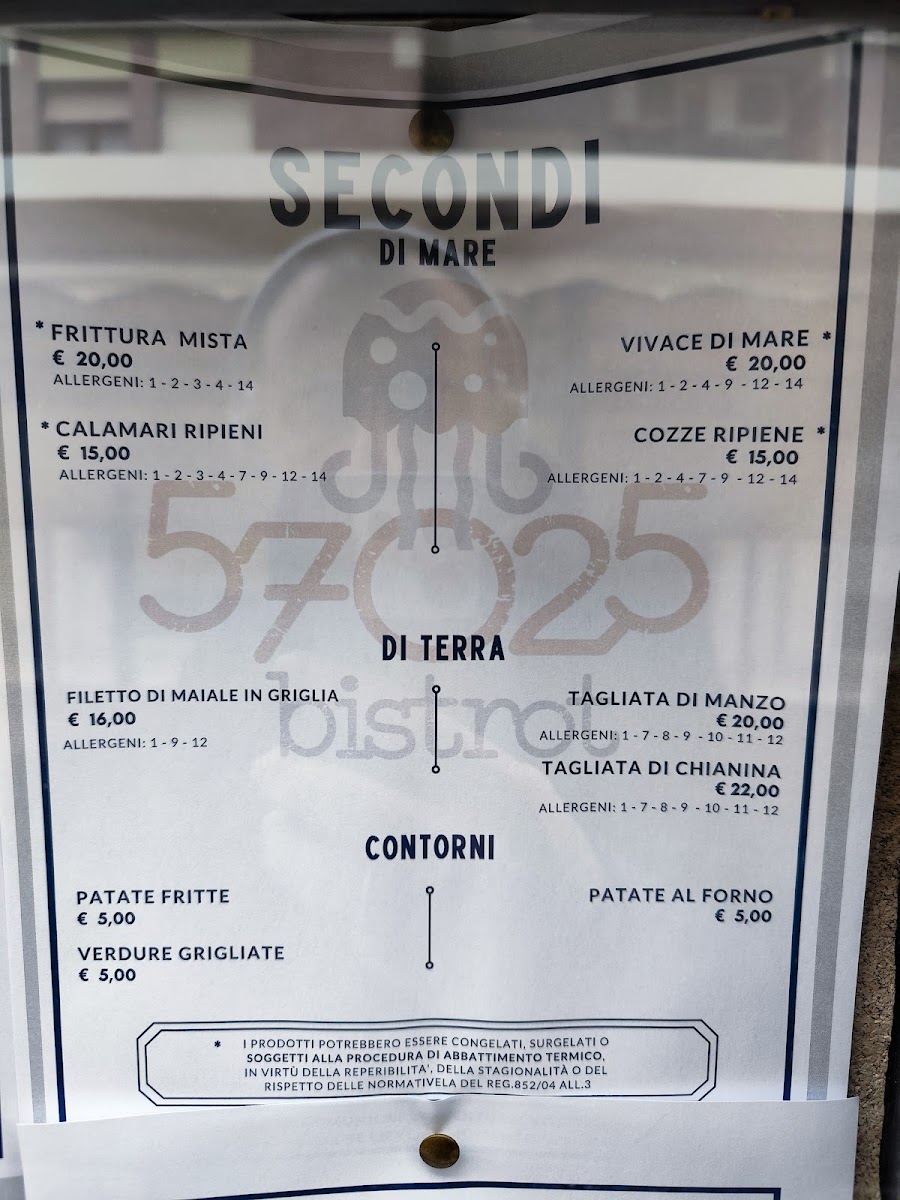 SECONDI
DI MARE
* FRITTURA MISTA
€ 20,00
ALLERGENI: 1 - 2 - 3 - 4 - 14
* CALAMARI RIPIENI
€ 15,00
ALLERGENI: 1 - 2 - 3 - 4 - 7 - 9 - 12 - 14
VIVACE DI MARE *
€ 20,00
ALLERGENI: 1 - 2 - 4 - 9 - 12 - 14
COZZE RIPIENE *
€ 15,00
ALLERGENI: 1 - 2 - 4 - 7 - 9 - 12 - 14
57025
bistrot
DI TERRA
FILETTO DI MAIALE IN GRIGLIA
€ 16,00
ALLERGENI: 1 - 9 - 12
TAGLIATA DI MANZO
€ 20,00
ALLERGENI: 1 - 7 - 8 - 9 - 10 - 11 - 12
TAGLIATA DI CHIANINA
€ 22,00
ALLERGENI: 1 - 7 - 8 - 9 - 10 - 11 - 12
CONTORNI
PATATE FRITTE
€ 5,00
VERDURE GRIGLIATE
€ 5,00
PATATE AL FORNO
€ 5,00
* I PRODOTTI POTREBBERO ESSERE CONGELATI, SURGELATI O
SOGGETTI ALLA PROCEDURA DI ABBATTIMENTO TERMICO,
IN VIRTÙ DELLA REPERIBILITA', DELLA STAGIONALITÀ O DEL
RISPETTO DELLE NORMATIVELA DEL REG.852/04 ALL.3